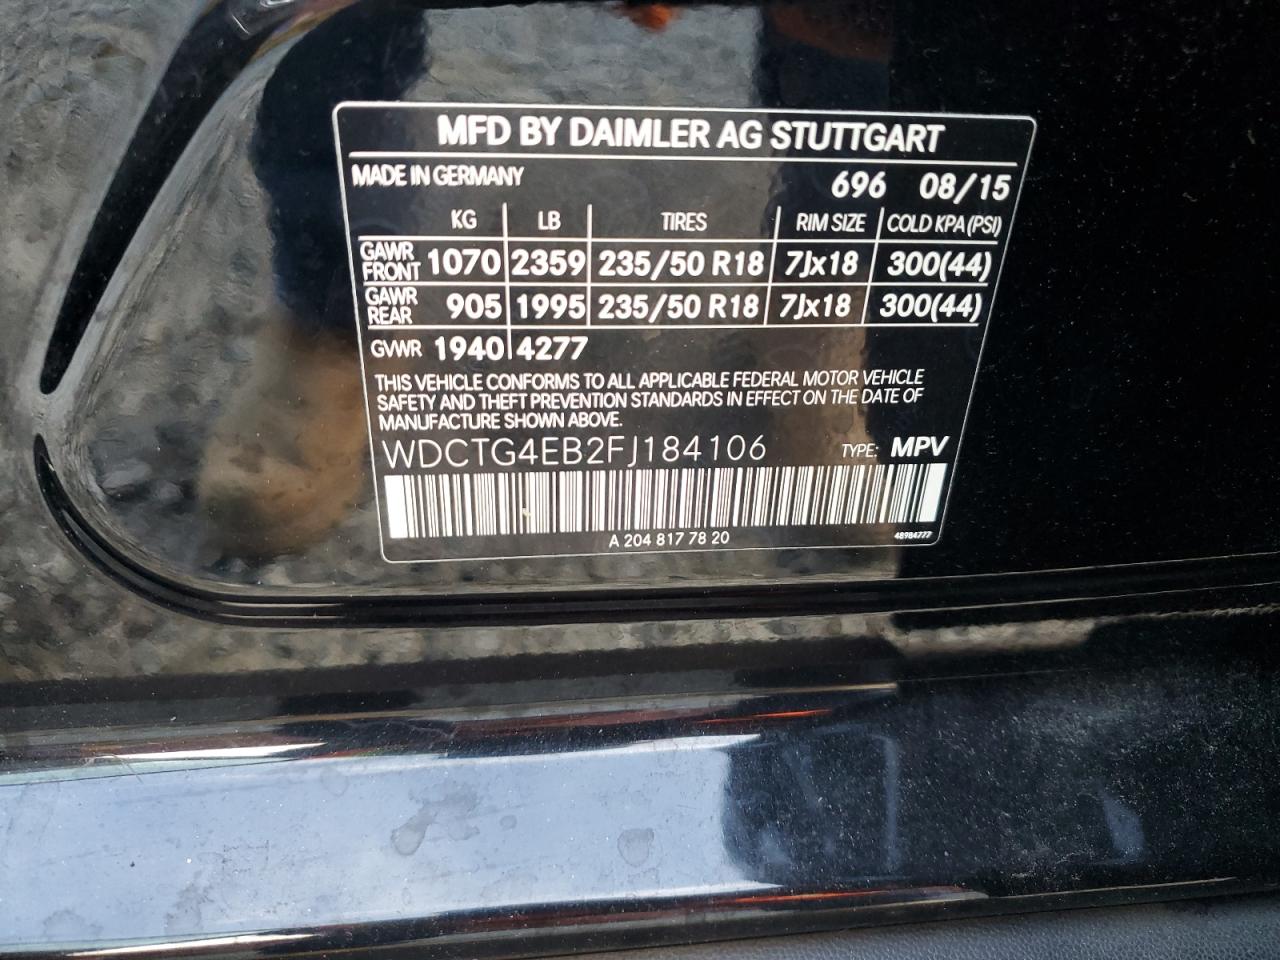 MFD BY DAIMLER AG STUTTGART
MADE IN GERMANY 696 08/15
KG LB TIRES RIM SIZE COLD KPA (PSI)
GAWR FRONT 1070 2359 235/50 R18 7Jx18 300(44)
GAWR REAR 905 1995 235/50 R18 7Jx18 300(44)
GVWR 1940 4277
THIS VEHICLE CONFORMS TO ALL APPLICABLE FEDERAL MOTOR VEHICLE
SAFETY AND THEFT PREVENTION STANDARDS IN EFFECT ON THE DATE OF
MANUFACTURE SHOWN ABOVE.
WDCTG4EB2FJ184106 TYPE: MPV
A 204 817 78 20 48984777